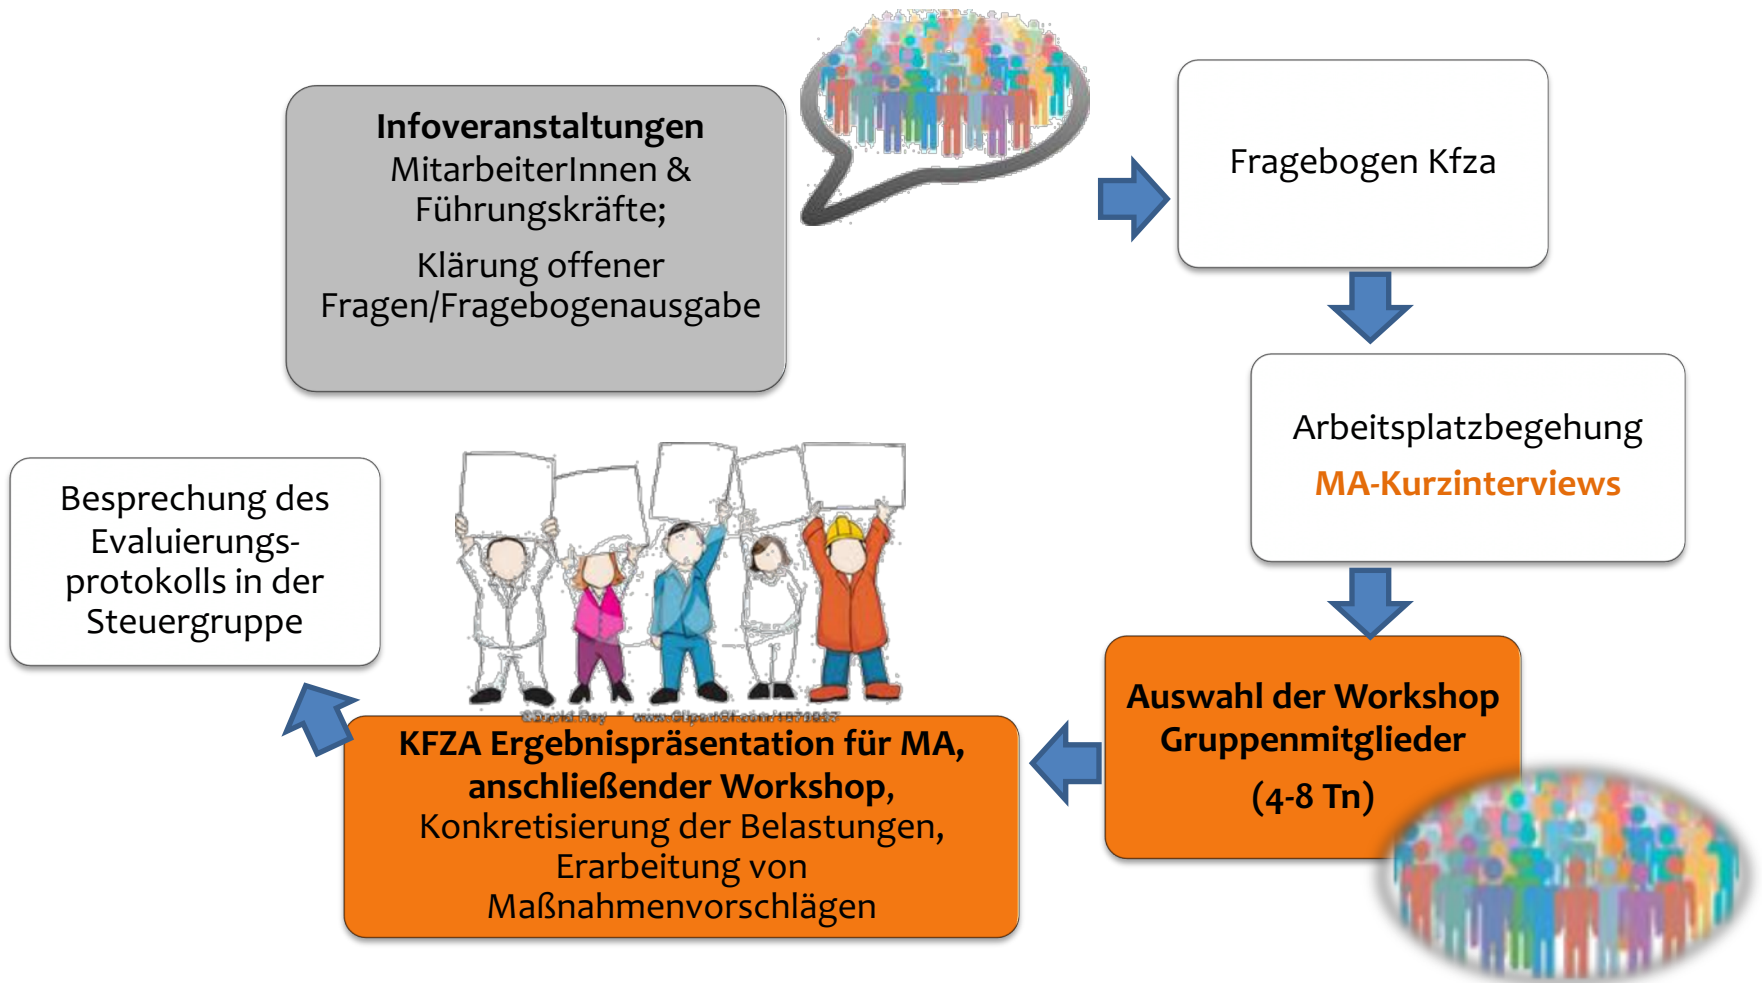 Infoveranstaltungen
MitarbeiterInnen &
Führungskräfte;
Klärung offener
Fragen/Fragebogenausgabe
Fragebogen Kfza
Arbeitsplatzbegehung
MA-Kurzinterviews
Auswahl der Workshop
Gruppenmitglieder
(4-8 Tn)
KFZA Ergebnispräsentation für MA,
anschließender Workshop,
Konkretisierung der Belastungen,
Erarbeitung von
Maßnahmenvorschlägen
Besprechung des
Evaluierungs-
protokolls in der
Steuergruppe